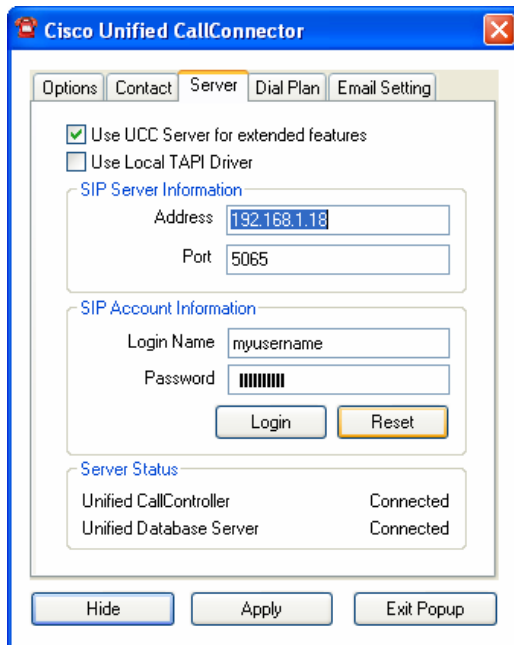 Cisco Unified CallConnector
Options Contact Server Dial Plan Email Setting
Use UCC Server for extended features
Use Local TAPI Driver
SIP Server Information
Address 192.168.1.18
Port 5065
SIP Account Information
Login Name myusername
Password
Login Reset
Server Status
Unified CallController Connected
Unified Database Server Connected
Hide Apply Exit Popup